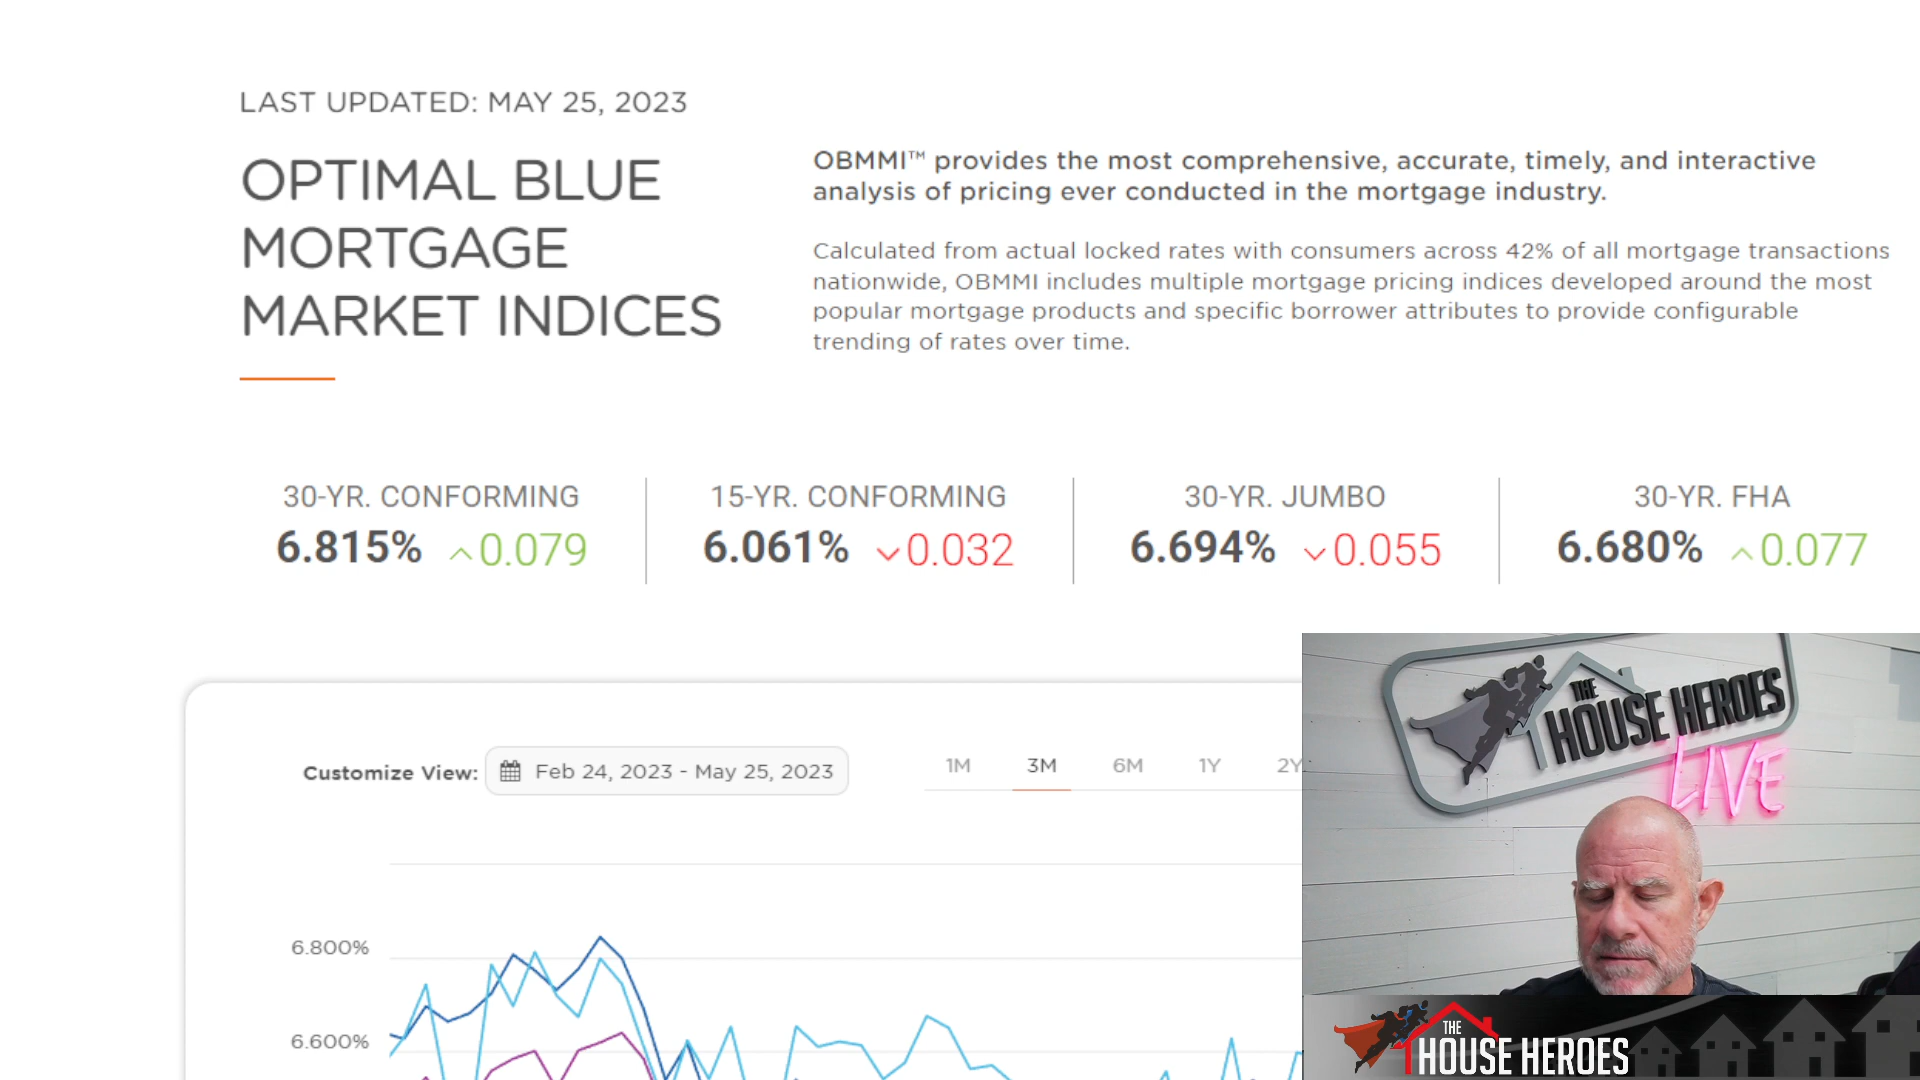 LAST UPDATED: MAY 25, 2023
OPTIMAL BLUE
MORTGAGE
MARKET INDICES
OBMMI™ provides the most comprehensive, accurate, timely, and interactive
analysis of pricing ever conducted in the mortgage industry.
Calculated from actual locked rates with consumers across 42% of all mortgage transactions
nationwide, OBMMI includes multiple mortgage pricing indices developed around the most
popular mortgage products and specific borrower attributes to provide configurable
trending of rates over time.
30-YR. CONFORMING
6.815% 0.079
15-YR. CONFORMING
6.061% 0.032
30-YR. JUMBO
6.694% 0.055
30-YR. FHA
6.680% 0.077
Customize View: Feb 24, 2023 - May 25, 2023 1M 3M 6M 1Y 2Y
6.800%
6.600%
THE
HOUSE HEROES
LIVE
THE
HOUSE HEROES